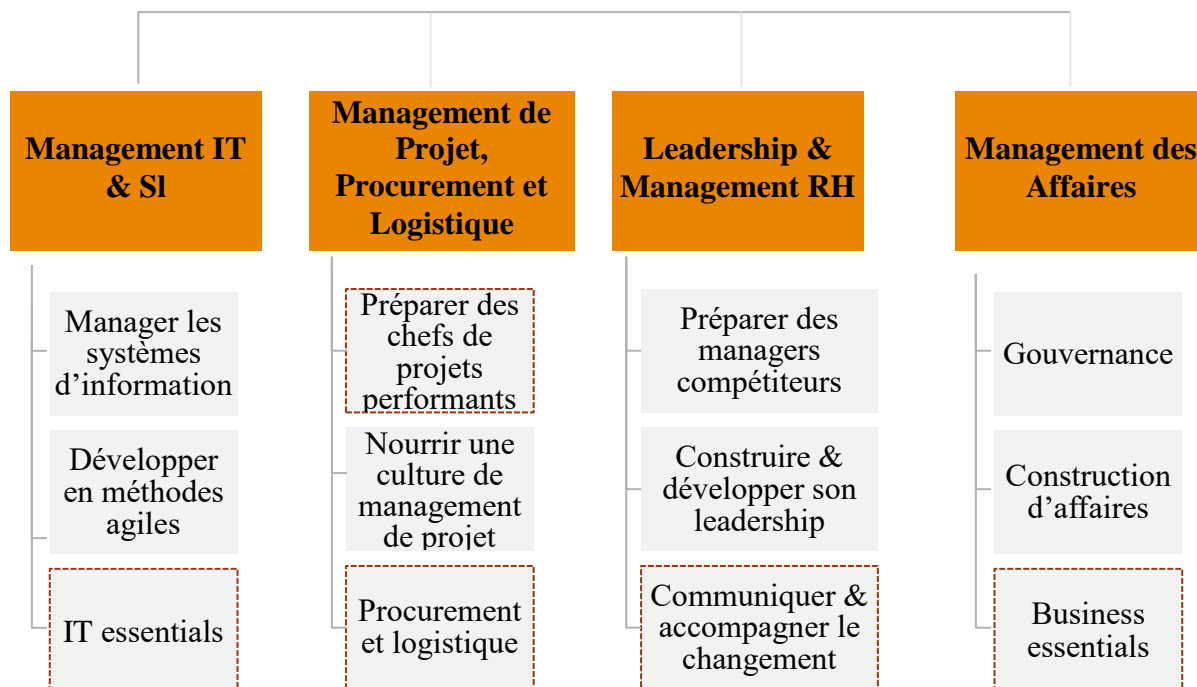 Management IT
& Sl
Manager les
systèmes
d’information
Développer
en méthodes
agiles
IT essentials
Management de
Projet,
Procurement et
Logistique
Préparer des
chefs de
projets
performants
Nourrir une
culture de
management
de projet
Procurement
et logistique
Leadership &
Management RH
Préparer des
managers
compétiteurs
Construire &
développer son
leadership
Communiquer &
accompagner le
changement
Management des
Affaires
Gouvernance
Construction
d’affaires
Business
essentials